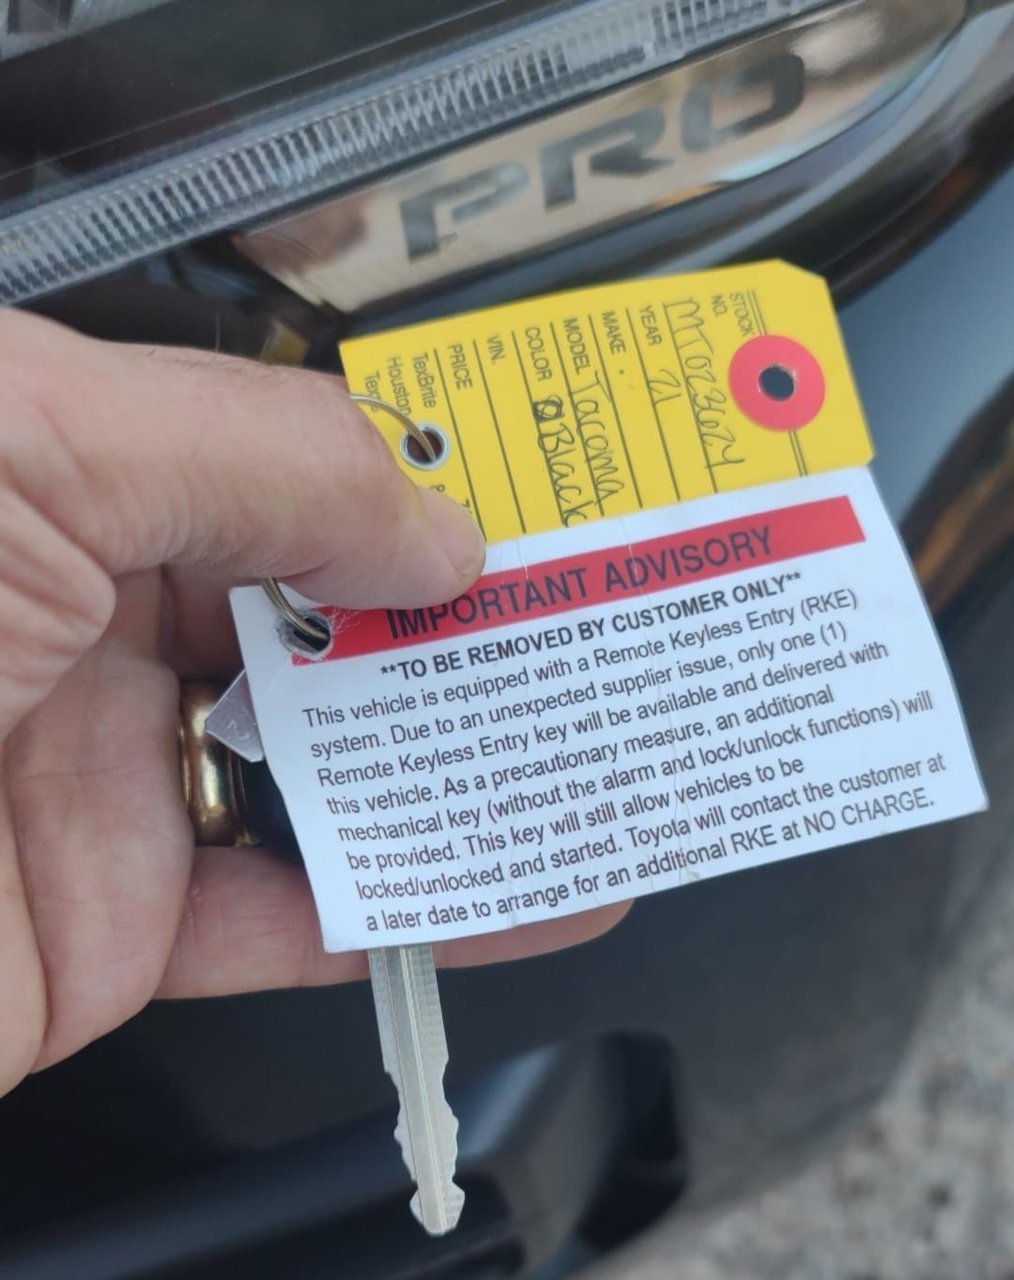 PRO
STOCK
NO. MT023624
YEAR 21
MAKE
MODEL Tacoma
COLOR Black
VIN.
PRICE
TexBrite
Houston
IMPORTANT ADVISORY
**TO BE REMOVED BY CUSTOMER ONLY**
This vehicle is equipped with a Remote Keyless Entry (RKE)
system. Due to an unexpected supplier issue, only one (1)
Remote Keyless Entry key will be available and delivered with
this vehicle. As a precautionary measure, an additional
mechanical key (without the alarm and lock/unlock functions) will
be provided. This key will still allow vehicles to be
locked/unlocked and started. Toyota will contact the customer at
a later date to arrange for an additional RKE at NO CHARGE.